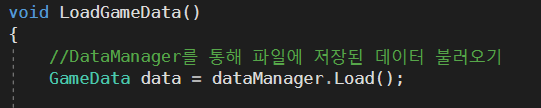 void LoadGameData()
{
//DataManager를 통해 파일에 저장된 데이터 불러오기
GameData data = dataManager.Load();